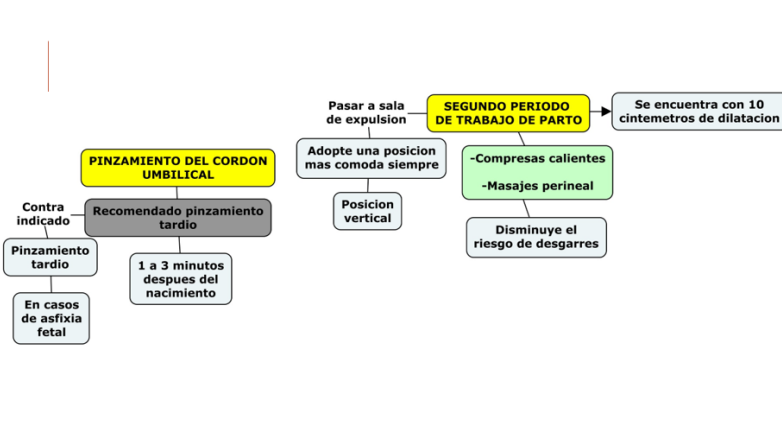 PINZAMIENTO DEL CORDON
UMBILICAL
Contra
indicado
Recomendado pinzamiento
tardio
Pinzamiento
tardio
1 a 3 minutos
despues del
nacimiento
En casos
de asfixia
fetal
Pasar a sala
de expulsion
SEGUNDO PERIODO
DE TRABAJO DE PARTO
Se encuentra con 10
cintemetros de dilatacion
Adopte una posicion
mas comoda siempre
-Compresas calientes
-Masajes perineal
Posicion
vertical
Disminuye el
riesgo de desgarres